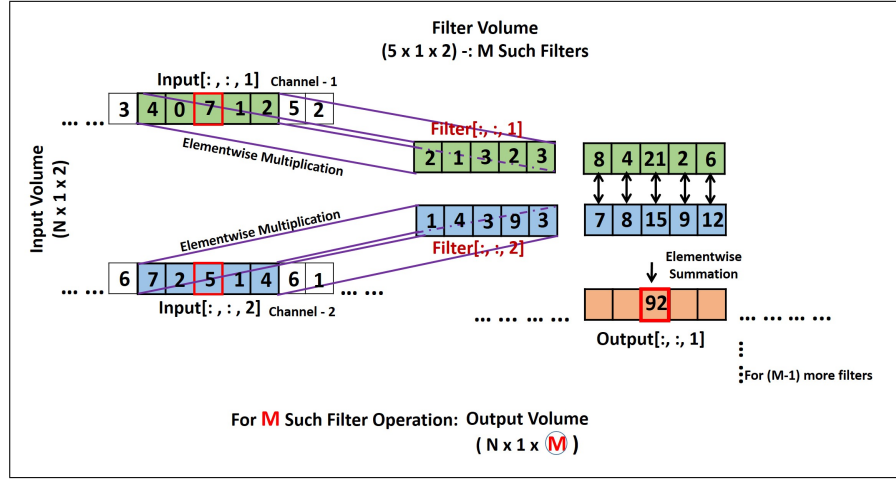 Filter Volume
(5 x 1 x 2) -: M Such Filters
Input[: , : , 1] Channel - 1
... ... 3 4 0 7 1 2 5 2
Filter[:, :, 1]
Elementwise Multiplication
2 1 3 2 3
8 4 21 2 6
Input Volume
(N x 1 x 2)
Elementwise Multiplication
1 4 3 9 3
7 8 15 9 12
Filter[:, :, 2]
... ... 6 7 2 5 1 4 6 1 ... ...
Input[: , : , 2] Channel - 2
Elementwise
Summation
... ... ... 92 ... ... ... ...
Output[:, :, 1]
For (M-1) more filters
For M Such Filter Operation: Output Volume
( N x 1 x M )